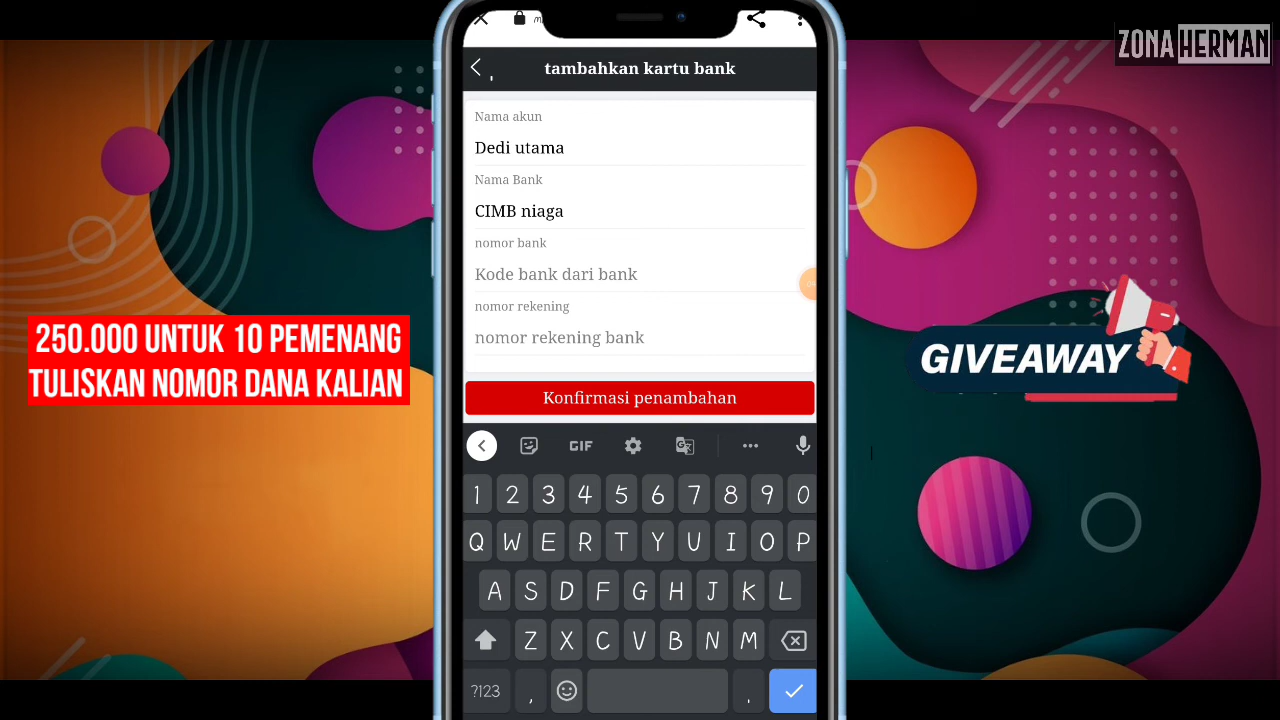 ZONAHERMAN
tambahkan kartu bank
Nama akun
Dedi utama
Nama Bank
CIMB niaga
nomor bank
Kode bank dari bank
nomor rekening
nomor rekening bank
Konfirmasi penambahan
250.000 UNTUK 10 PEMENANG
TULISKAN NOMOR DANA KALIAN
GIVEAWAY
GIF
1 2 3 4 5 6 7 8 9 0
Q W E R T Y U I O P
A S D F G H J K L
Z X C V B N M
?123 , .